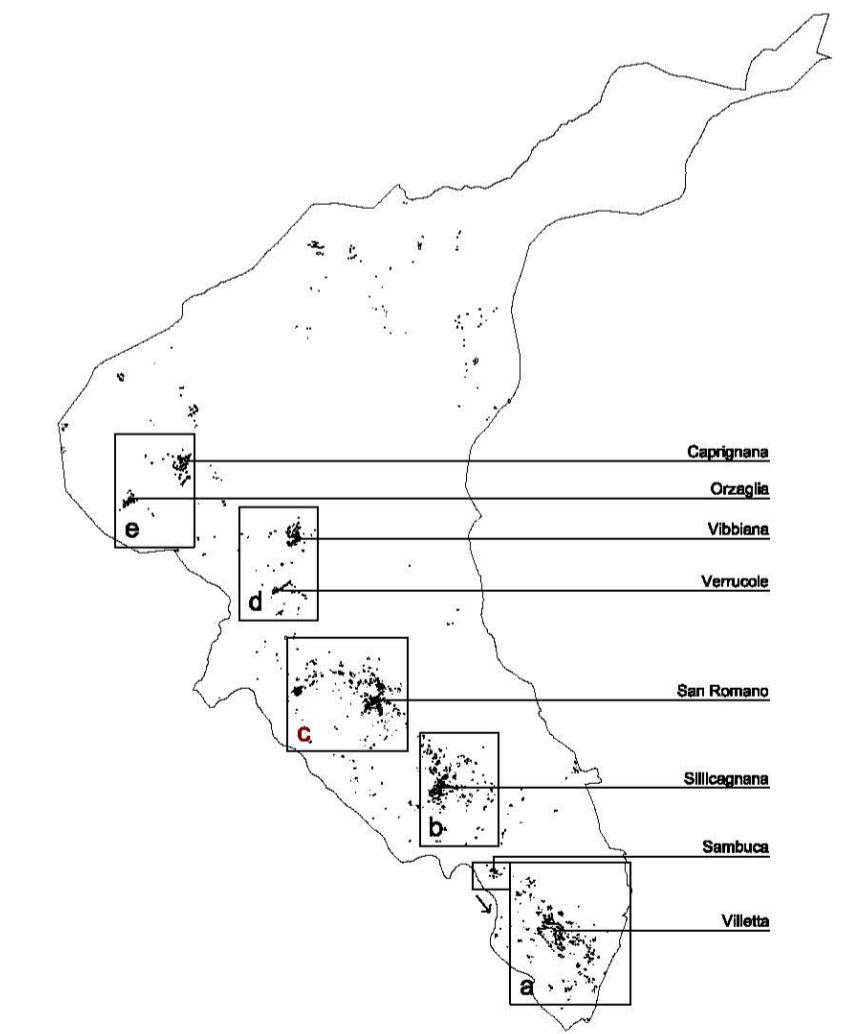 Caprignana
Orzaglia
e
Vibbiana
Verrucole
d
San Romano
c
Sillicagnana
b
Sambuca
Villetta
a